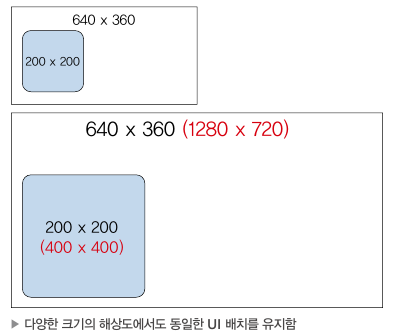 640 x 360
200 x 200
640 x 360 (1280 x 720)
200 x 200
(400 x 400)
▶ 다양한 크기의 해상도에서도 동일한 UI 배치를 유지함